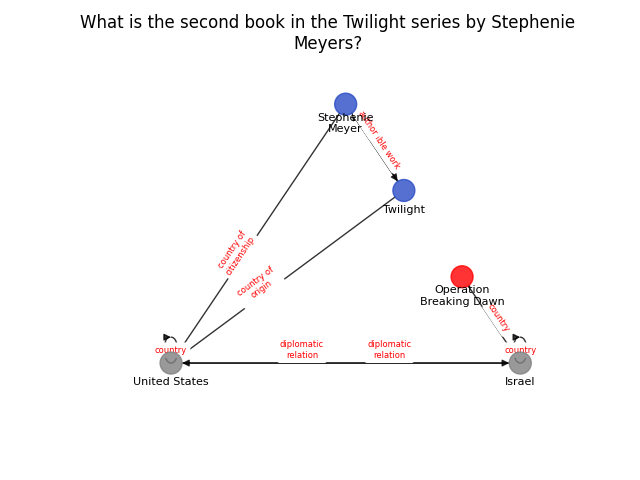 What is the second book in the Twilight series by Stephenie
Meyers?
Stephenie
Meyer
author
work
Twilight
country of
citizenship
country of
origin
Operation
Breaking Dawn
country
diplomatic
relation
diplomatic
relation
country
country
United States
Israel